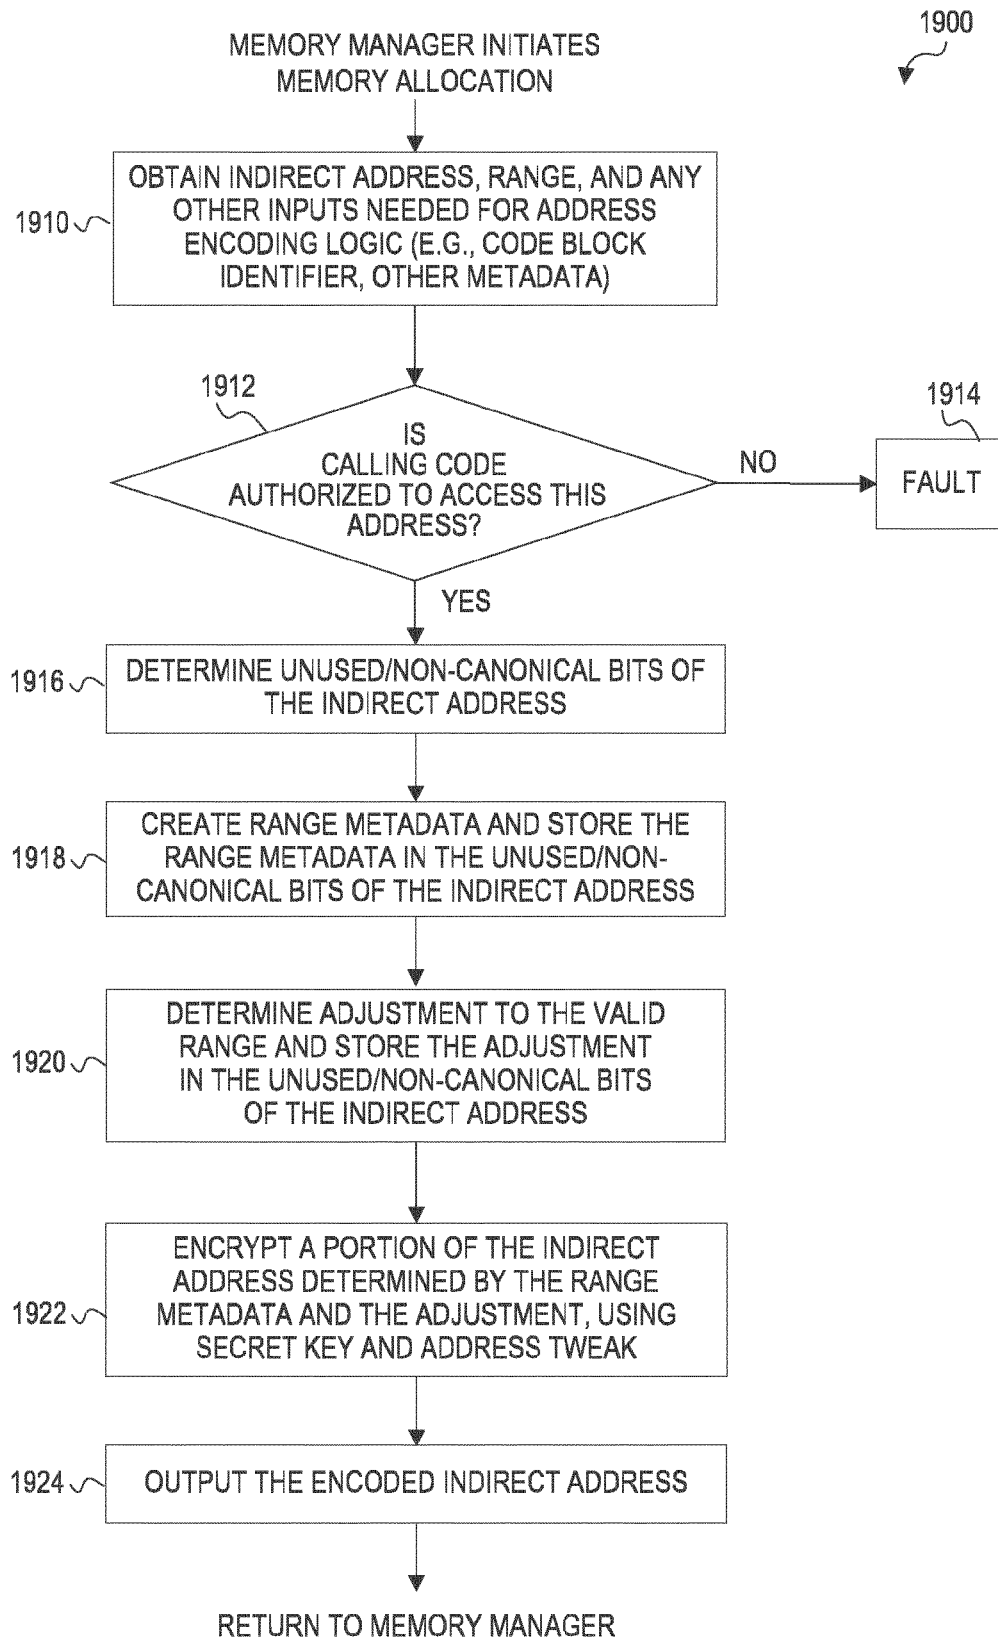 1900
MEMORY MANAGER INITIATES
MEMORY ALLOCATION
1910
OBTAIN INDIRECT ADDRESS, RANGE, AND ANY
OTHER INPUTS NEEDED FOR ADDRESS
ENCODING LOGIC (E.G., CODE BLOCK
IDENTIFIER, OTHER METADATA)
1912
IS
CALLING CODE
AUTHORIZED TO ACCESS THIS
ADDRESS?
NO
1914
FAULT
YES
1916
DETERMINE UNUSED/NON-CANONICAL BITS OF
THE INDIRECT ADDRESS
1918
CREATE RANGE METADATA AND STORE THE
RANGE METADATA IN THE UNUSED/NON-
CANONICAL BITS OF THE INDIRECT ADDRESS
1920
DETERMINE ADJUSTMENT TO THE VALID
RANGE AND STORE THE ADJUSTMENT
IN THE UNUSED/NON-CANONICAL BITS
OF THE INDIRECT ADDRESS
1922
ENCRYPT A PORTION OF THE INDIRECT
ADDRESS DETERMINED BY THE RANGE
METADATA AND THE ADJUSTMENT, USING
SECRET KEY AND ADDRESS TWEAK
1924
OUTPUT THE ENCODED INDIRECT ADDRESS
RETURN TO MEMORY MANAGER